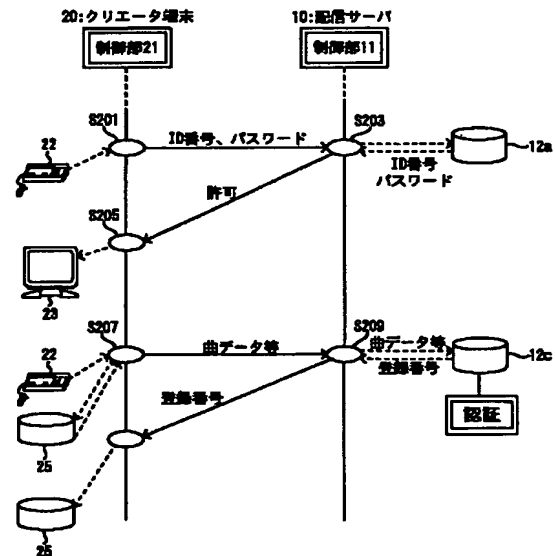 20:クリエータ端末
10:配信サーバ
制御部21
制御部11
S201
S203
22
ID番号、パスワード
12a
ID番号
パスワード
許可
S205
23
S207
S209
22
曲データ等
曲データ等
登録番号
12c
登録番号
認証
25
26